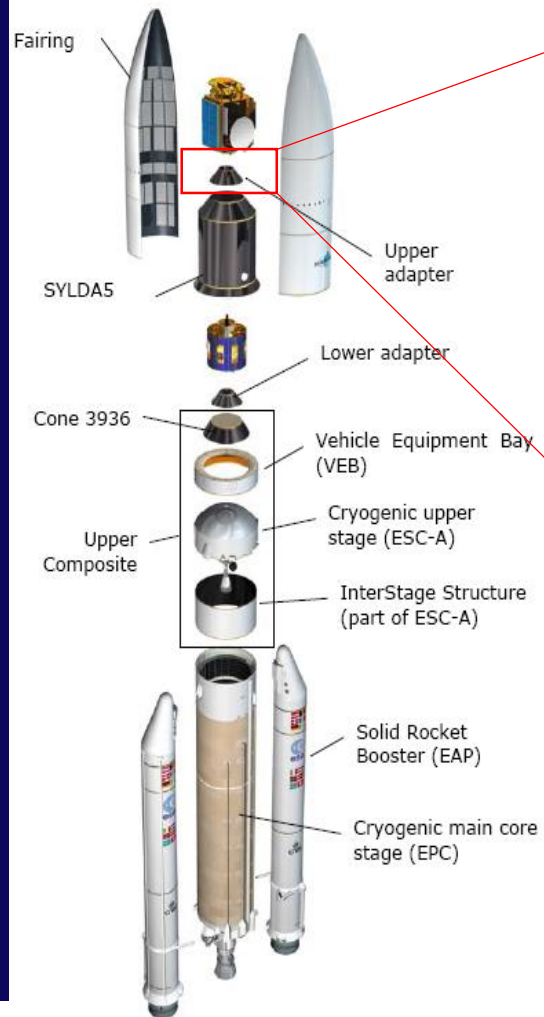 Fairing
Upper
adapter
SYLDA5
Lower adapter
Cone 3936
Vehicle Equipment Bay
(VEB)
Cryogenic upper
stage (ESC-A)
Upper
Composite
InterStage Structure
(part of ESC-A)
Solid Rocket
Booster (EAP)
Cryogenic main core
stage (EPC)